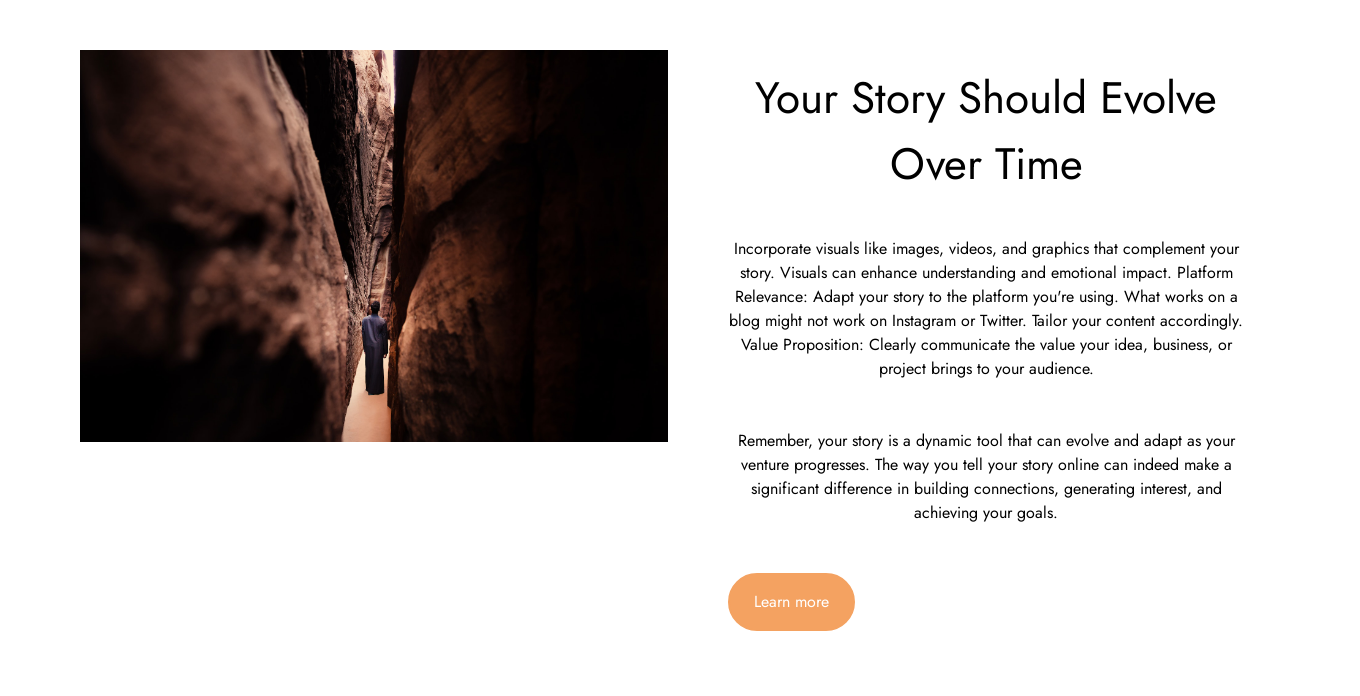 Your Story Should Evolve
Over Time
Incorporate visuals like images, videos, and graphics that complement your
story. Visuals can enhance understanding and emotional impact. Platform
Relevance: Adapt your story to the platform you're using. What works on a
blog might not work on Instagram or Twitter. Tailor your content accordingly.
Value Proposition: Clearly communicate the value your idea, business, or
project brings to your audience.
Remember, your story is a dynamic tool that can evolve and adapt as your
venture progresses. The way you tell your story online can indeed make a
significant difference in building connections, generating interest, and
achieving your goals.
Learn more